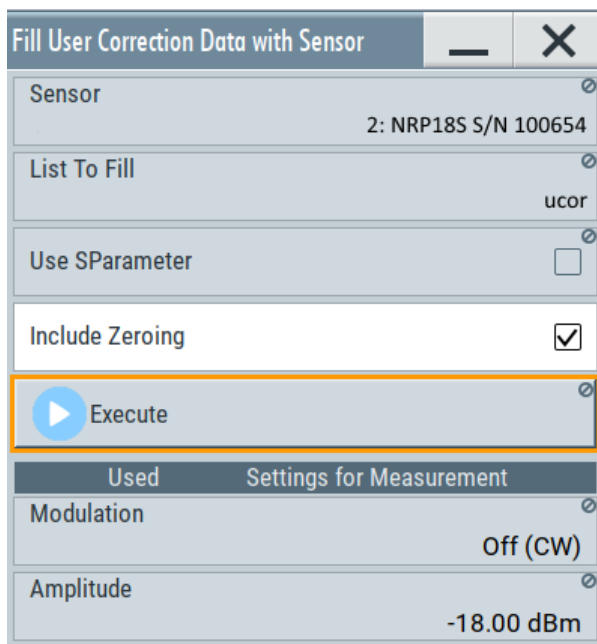 Fill User Correction Data with Sensor
Sensor
2: NRP18S S/N 100654
List To Fill
ucor
Use SParameter
Include Zeroing
Execute
Used Settings for Measurement
Modulation
Off (CW)
Amplitude
-18.00 dBm